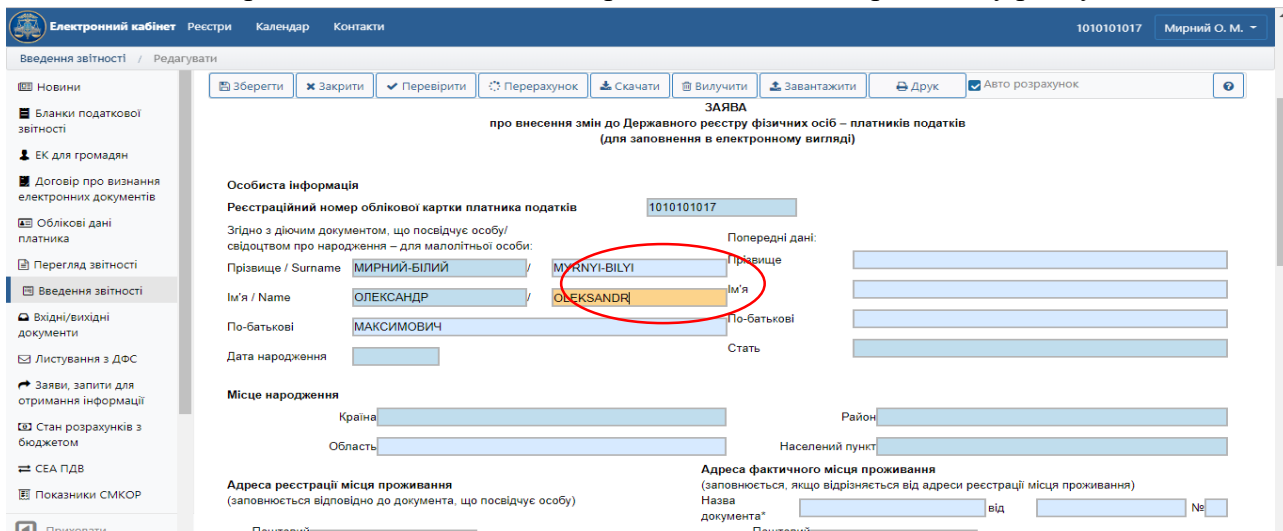 Електронний кабінет Реєстри Календар Контакти 1010101017 Мирний О. М.
Введення звітності / Редагувати
Новини
Бланки податкової
звітності
ЕК для громадян
Договір про визнання
електронних документів
Облікові дані
платника
Перегляд звітності
Введення звітності
Вхідні/вихідні
документи
Листування з ДФС
Заяви, запити для
отримання інформації
Стан розрахунків з
бюджетом
СЕА ПДВ
Показники СМКОР
Приховати
Зберегти Закрити Перевірити Перерахунок Скачати Вилучити Завантажити Друк Авто розрахунок
ЗАЯВА
про внесення змін до Державного реєстру фізичних осіб – платників податків
(для заповнення в електронному вигляді)
Особиста інформація
Реєстраційний номер облікової картки платника податків 1010101017
Згідно з діючим документом, що посвідчує особу/
свідоцтвом про народження – для малолітньої особи:
Попередні дані:
Прізвище / Surname МИРНИЙ-БІЛИЙ / MYRNYI-BILYI Прізвище
Ім'я / Name ОЛЕКСАНДР / OLEKSANDR Ім'я
По-батькові МАКСИМОВИЧ По-батькові
Дата народження Стать
Місце народження
Країна Район
Область Населений пункт
Адреса реєстрації місця проживання
(заповнюється відповідно до документа, що посвідчує особу)
Адреса фактичного місця проживання
(заповнюється, якщо відрізняється від адреси реєстрації місця проживання)
Назва
документа* від №